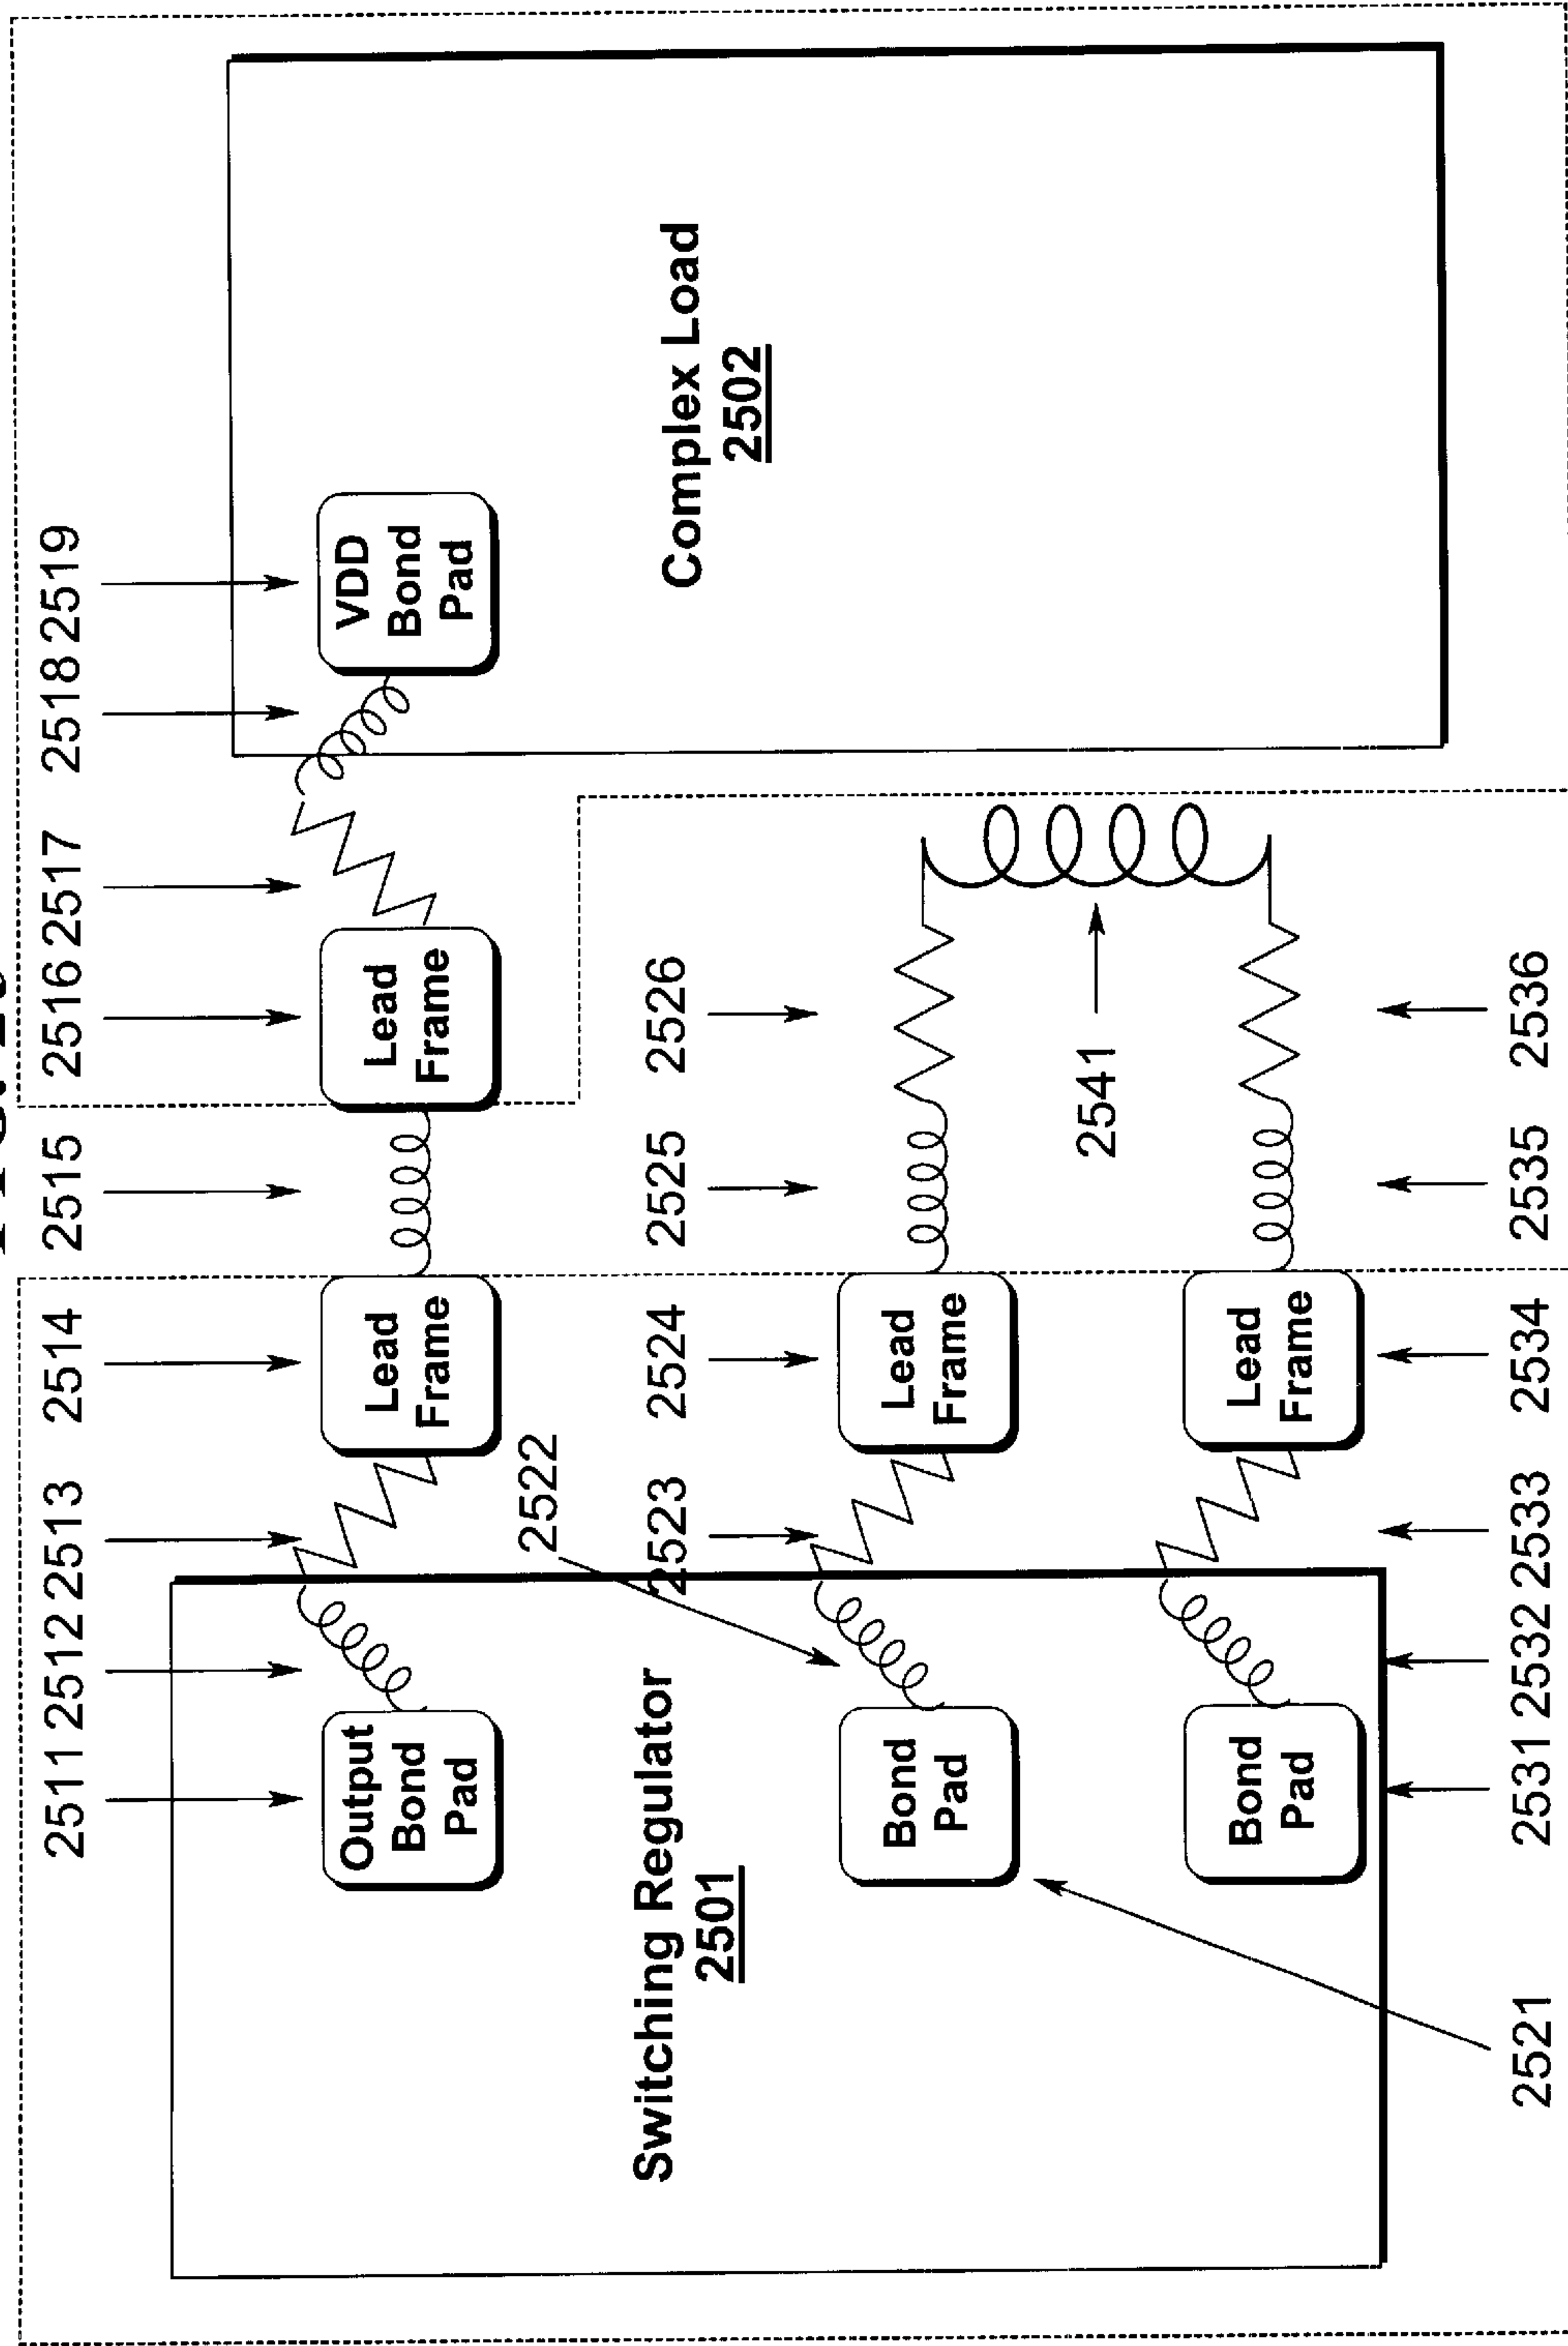 2511 2512 2513 2514 2515 2516 2517 2518 2519
Output
Bond
Pad
Lead
Frame
Lead
Frame
VDD
Bond
Pad
2522
Switching Regulator
2501
2523 2524 2525 2526
Complex Load
2502
Bond
Pad
Lead
Frame
2541
Bond
Pad
Lead
Frame
2521 2531 2532 2533 2534 2535 2536